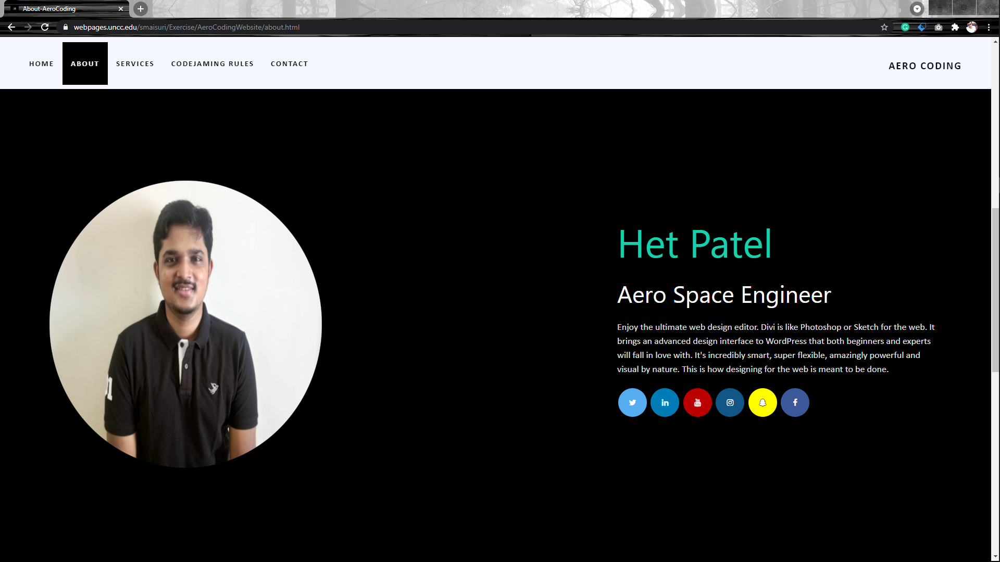 About-AeroCoding
webpages.uncc.edu/smaisuri/Exercise/AeroCodingWebsite/about.html
HOME ABOUT SERVICES CODEJAMING RULES CONTACT
AERO CODING
Het Patel
Aero Space Engineer
Enjoy the ultimate web design editor. Divi is like Photoshop or Sketch for the web. It
brings an advanced design interface to WordPress that both beginners and experts
will fall in love with. It's incredibly smart, super flexible, amazingly powerful and
visual by nature. This is how designing for the web is meant to be done.